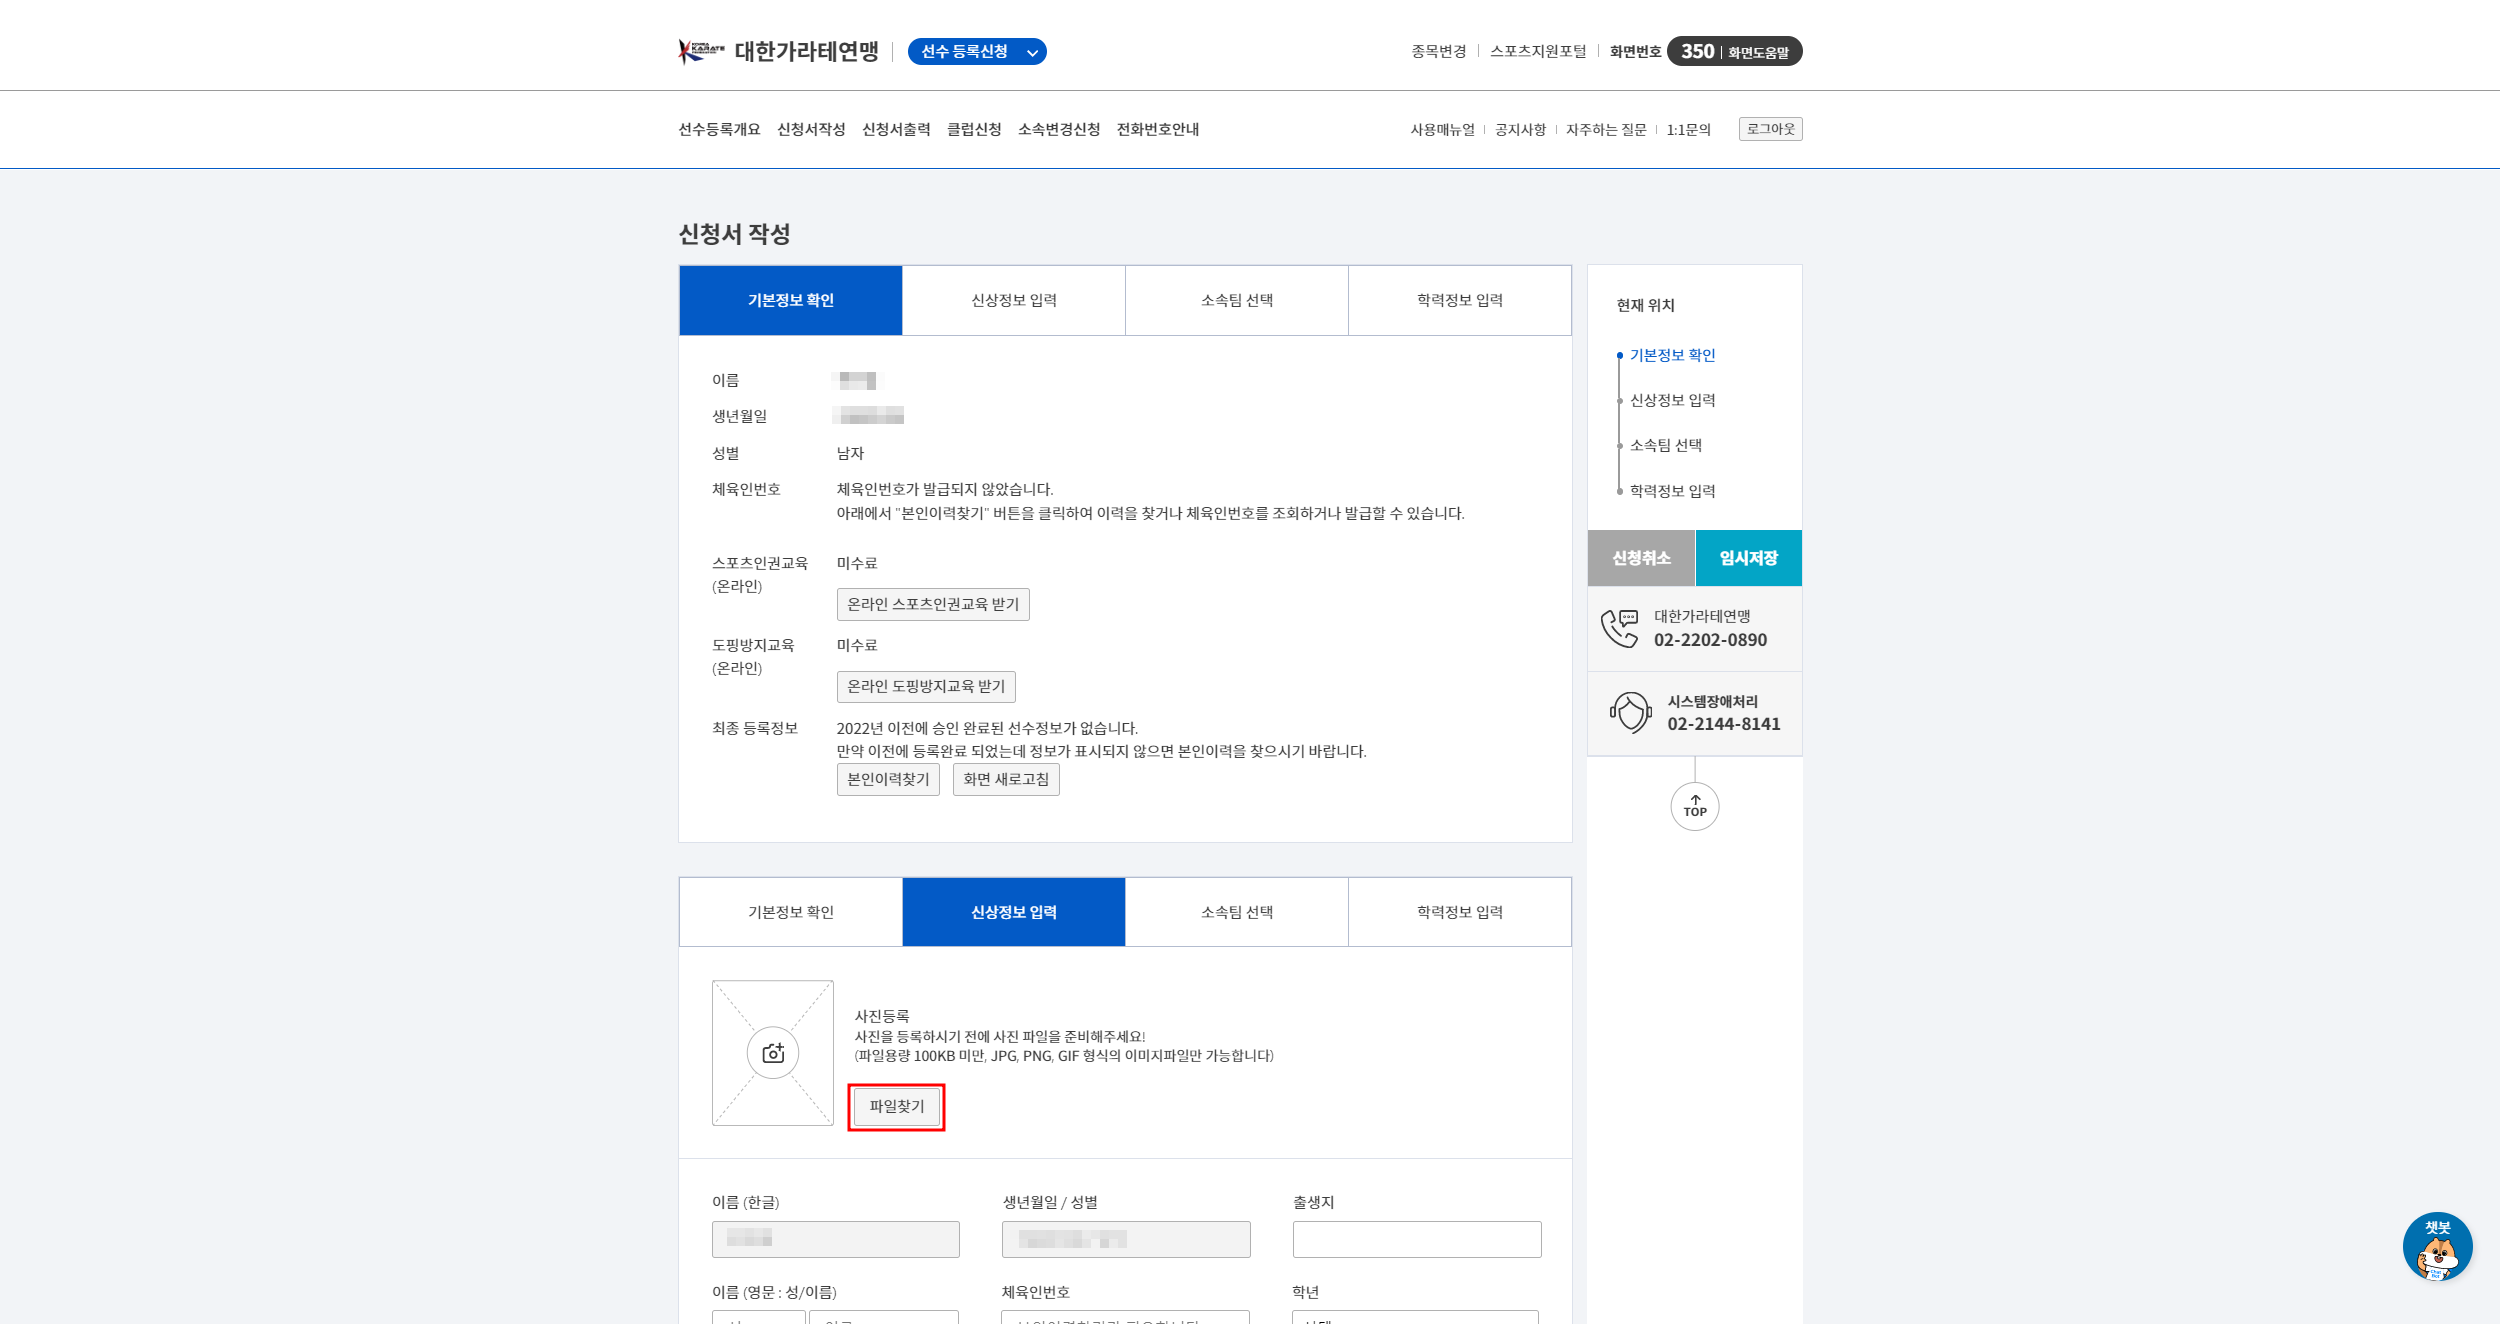 KOREA KARATE
대한가라테연맹
선수 등록신청
종목변경
스포츠지원포털
화면번호
350 | 화면도움말
선수등록개요 신청서작성 신청서출력 클럽신청 소속변경신청 전화번호안내
사용매뉴얼
공지사항
자주하는 질문
1:1문의
로그아웃
신청서 작성
기본정보 확인
신상정보 입력
소속팀 선택
학력정보 입력
이름
생년월일
성별 남자
체육인번호 체육인번호가 발급되지 않았습니다.
아래에서 "본인이력찾기" 버튼을 클릭하여 이력을 찾거나 체육인번호를 조회하거나 발급할 수 있습니다.
스포츠인권교육 미수료
(온라인)
온라인 스포츠인권교육 받기
도핑방지교육 미수료
(온라인)
온라인 도핑방지교육 받기
최종 등록정보 2022년 이전에 승인 완료된 선수정보가 없습니다.
만약 이전에 등록완료 되었는데 정보가 표시되지 않으면 본인이력을 찾으시기 바랍니다.
본인이력찾기 화면 새로고침
현재 위치
기본정보 확인
신상정보 입력
소속팀 선택
학력정보 입력
신청취소 임시저장
대한가라테연맹
02-2202-0890
시스템장애처리
02-2144-8141
TOP
기본정보 확인
신상정보 입력
소속팀 선택
학력정보 입력
사진등록
사진을 등록하시기 전에 사진 파일을 준비해주세요!
(파일용량 100KB 미만, JPG, PNG, GIF 형식의 이미지파일만 가능합니다)
파일찾기
이름 (한글)
생년월일 / 성별
출생지
이름 (영문 : 성/이름)
체육인번호
학년
챗봇